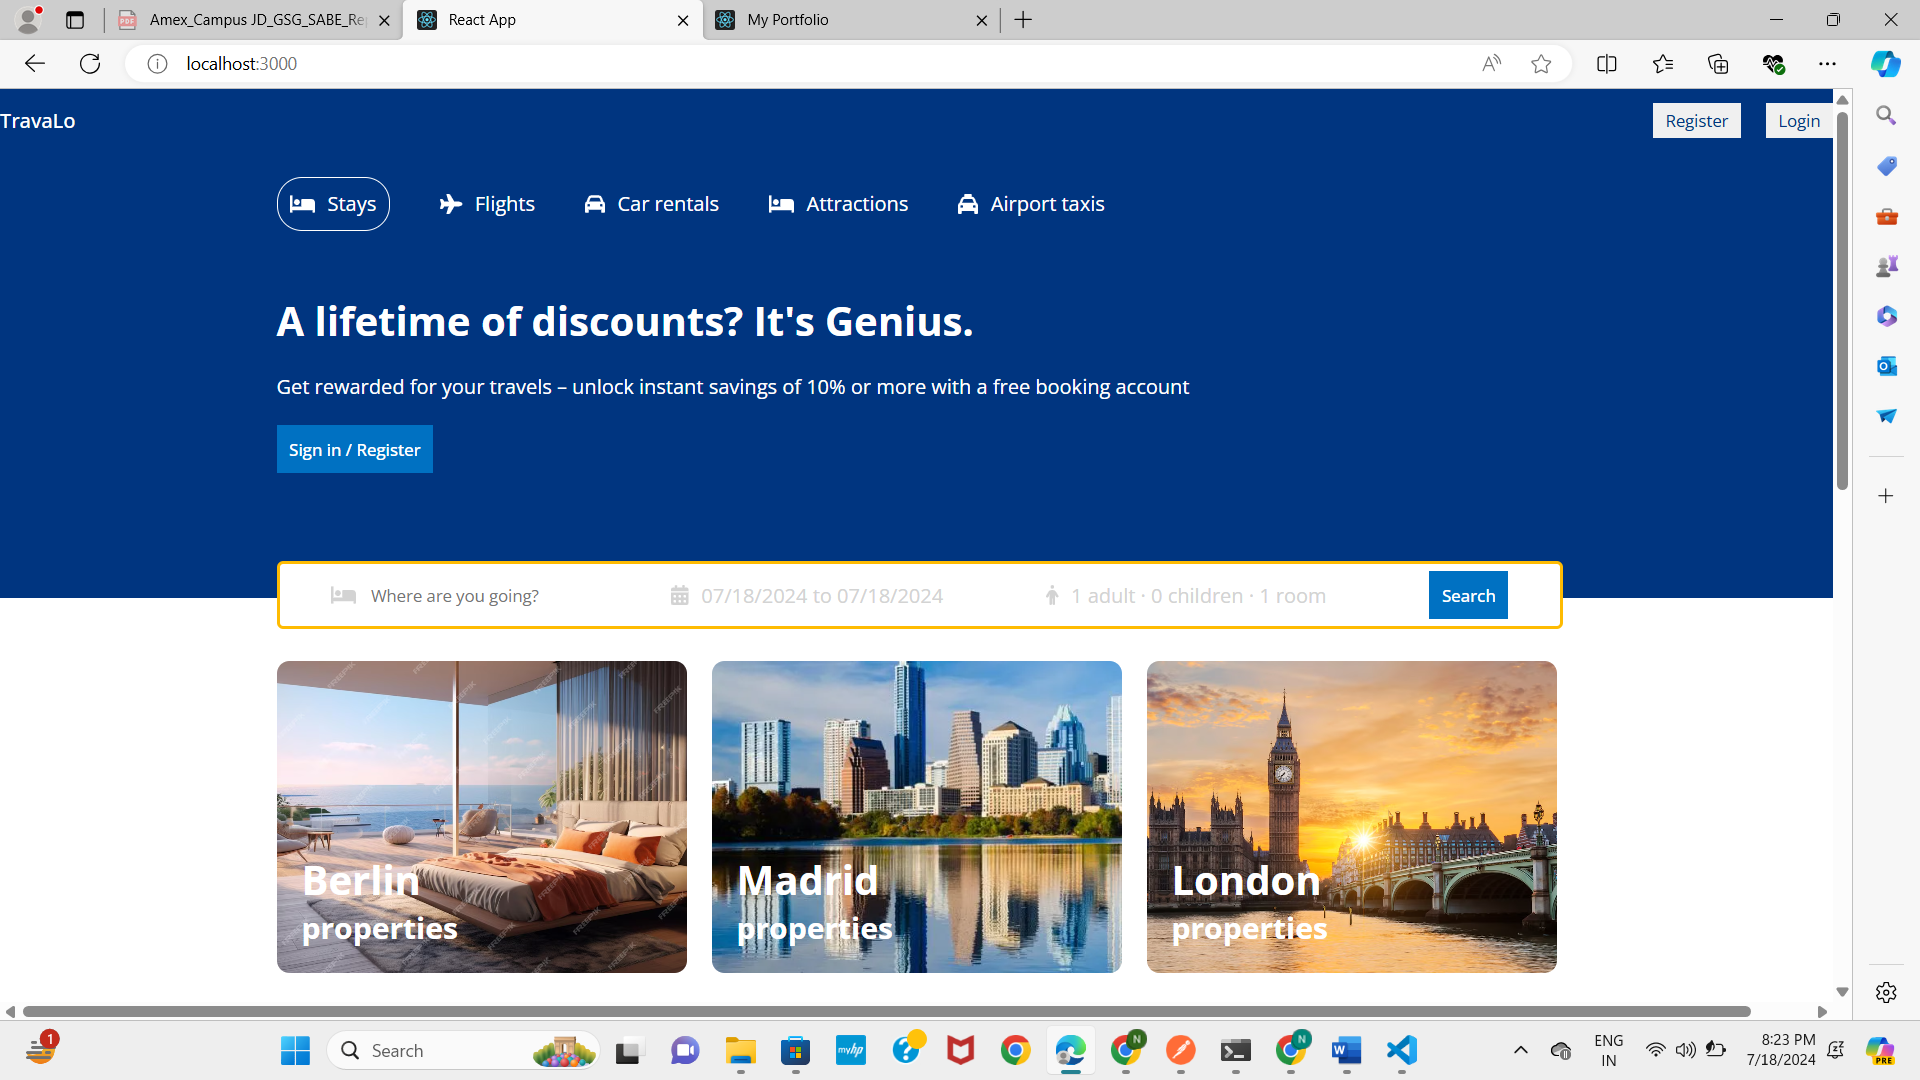 Amex_Campus JD_GSG_SABE_Re
React App
My Portfolio
localhost:3000
TravaLo
Register
Login
Stays
Flights
Car rentals
Attractions
Airport taxis
A lifetime of discounts? It's Genius.
Get rewarded for your travels – unlock instant savings of 10% or more with a free booking account
Sign in / Register
Where are you going?
07/18/2024 to 07/18/2024
1 adult · 0 children · 1 room
Search
Berlin
properties
Madrid
properties
London
properties
1
Search
myhp
N
N
W
ENG
IN
8:23 PM
7/18/2024
PRE